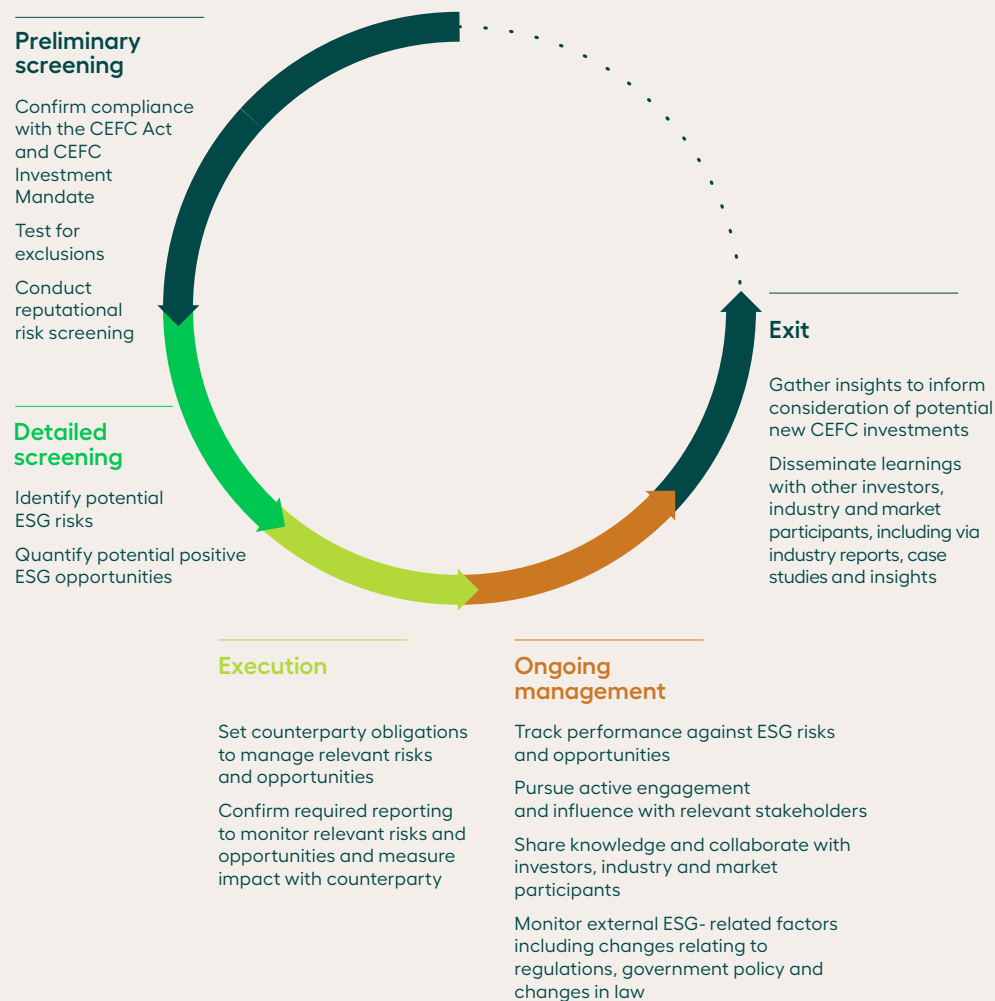 Preliminary
screening
Confirm compliance
with the CEFC Act
and CEFC
Investment
Mandate
Test for
exclusions
Conduct
reputational
risk screening
Detailed
screening
Identify potential
ESG risks
Quantify potential positive
ESG opportunities
Execution
Set counterparty obligations
to manage relevant risks
and opportunities
Confirm required reporting
to monitor relevant risks and
opportunities and measure
impact with counterparty
Ongoing
management
Track performance against ESG risks
and opportunities
Pursue active engagement
and influence with relevant stakeholders
Share knowledge and collaborate with
investors, industry and market
participants
Monitor external ESG- related factors
including changes relating to
regulations, government policy and
changes in law
Exit
Gather insights to inform
consideration of potential
new CEFC investments
Disseminate learnings
with other investors,
industry and market
participants, including via
industry reports, case
studies and insights